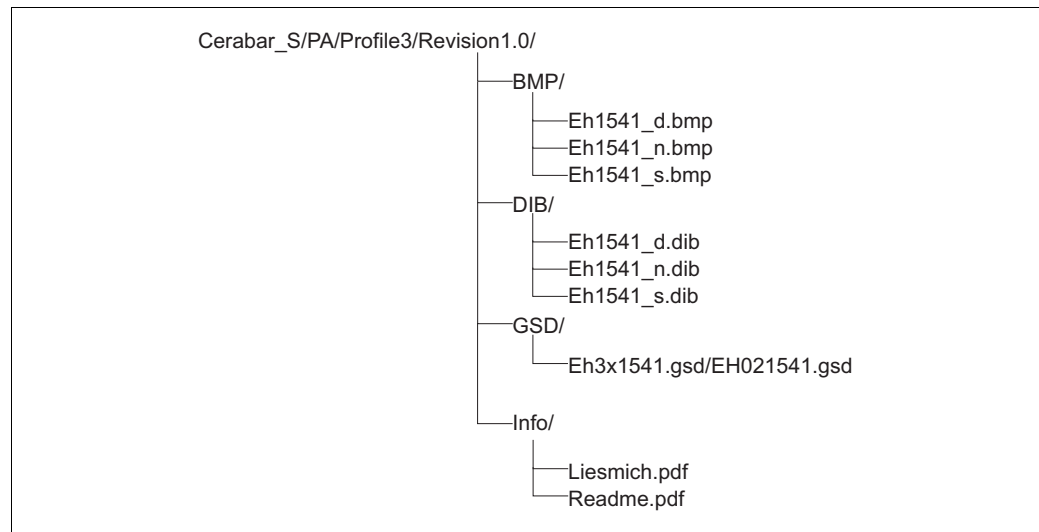 Cerabar_S/PA/Profile3/Revision1.0/
BMP/
Eh1541_d.bmp
Eh1541_n.bmp
Eh1541_s.bmp
DIB/
Eh1541_d.dib
Eh1541_n.dib
Eh1541_s.dib
GSD/
Eh3x1541.gsd/EH021541.gsd
Info/
Liesmich.pdf
Readme.pdf